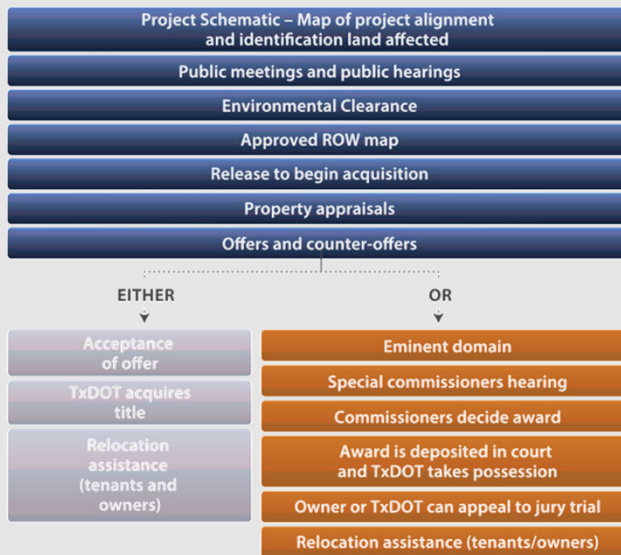 Project Schematic – Map of project alignment
and identification land affected
Public meetings and public hearings
Environmental Clearance
Approved ROW map
Release to begin acquisition
Property appraisals
Offers and counter-offers
EITHER
Acceptance
of offer
TxDOT acquires
title
Relocation
assistance
(tenants and
owners)
OR
Eminent domain
Special commissioners hearing
Commissioners decide award
Award is deposited in court
and TxDOT takes possession
Owner or TxDOT can appeal to jury trial
Relocation assistance (tenants/owners)